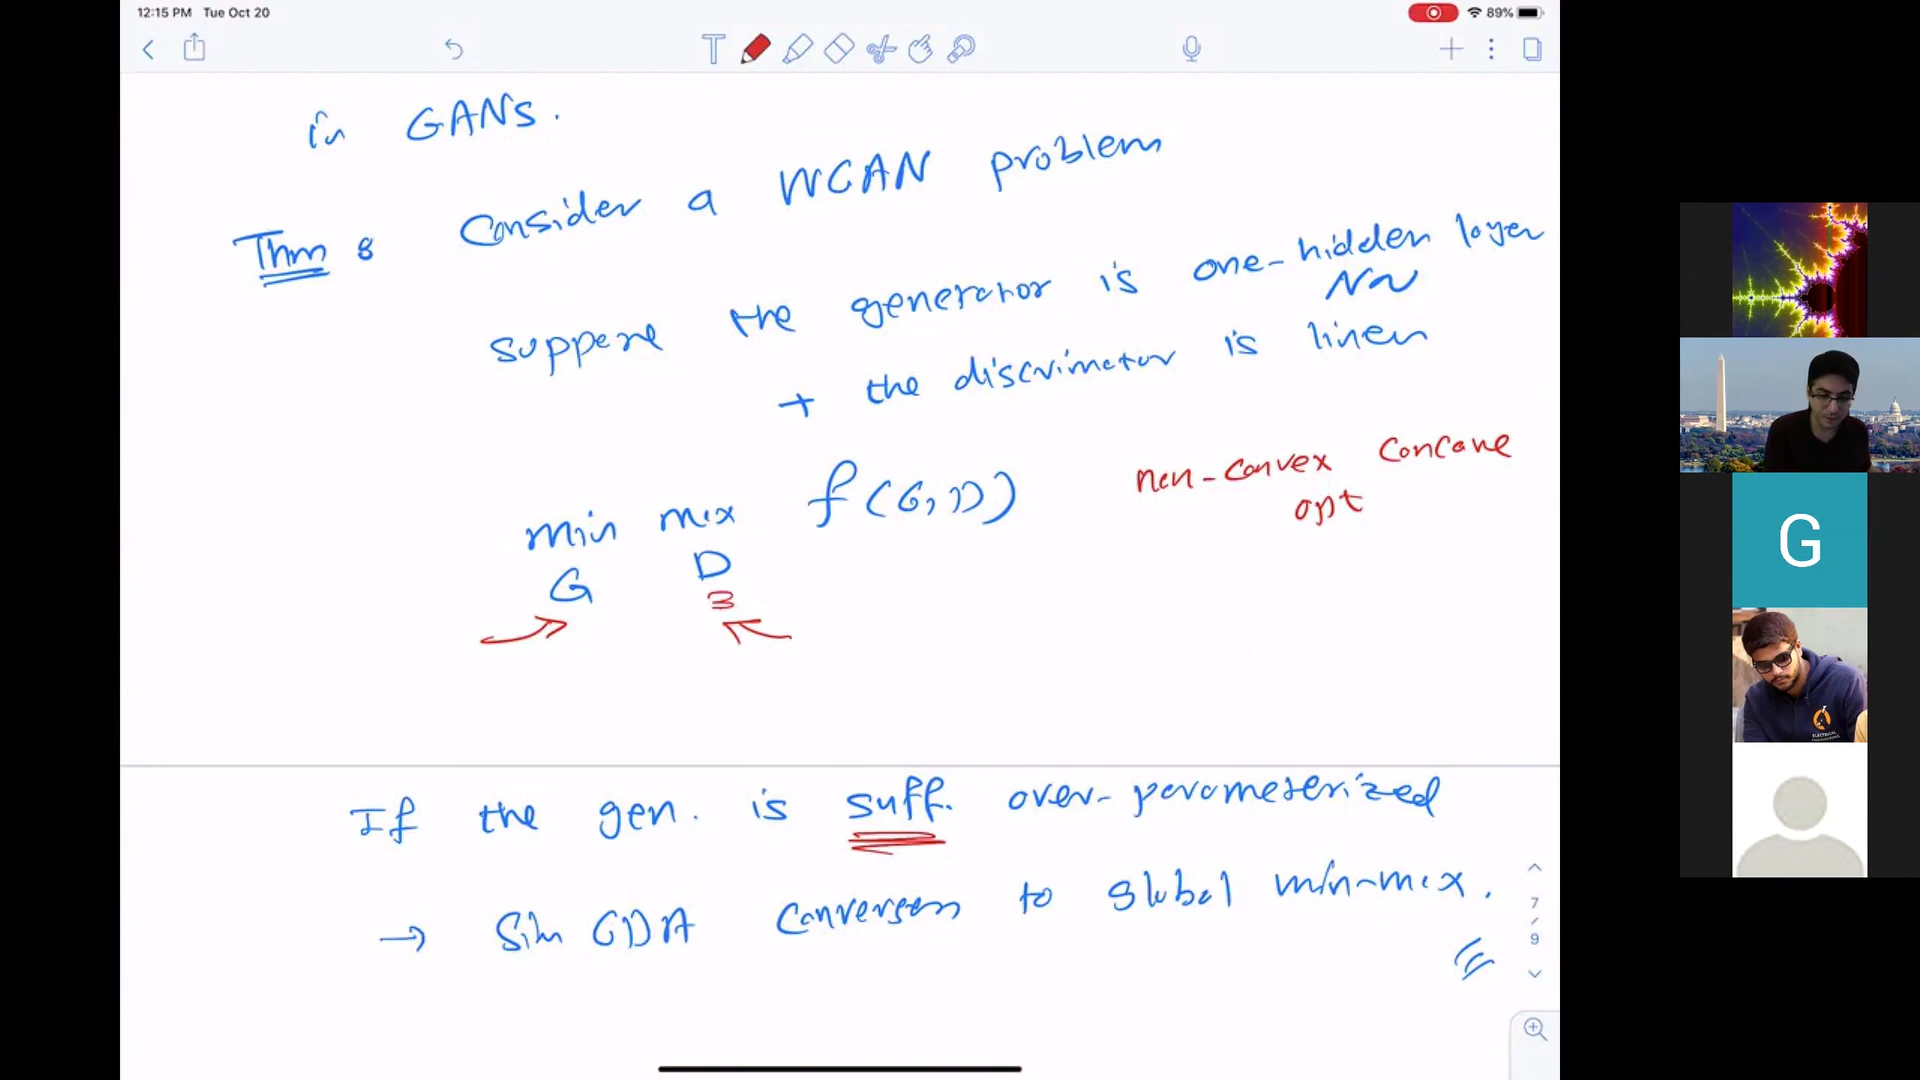 12:15 PM Tue Oct 20
89%
in GANs.
Thm : Consider a WGAN problem
suppose the generator is one-hidden layer
NN
+ the discriminator is linear
min max f(G,D)
G D
non-convex concave
opt
If the gen. is suff. over-parameterized
→ Sim GDA converges to global min-max.
7
/
9
G
ELECTRICAL